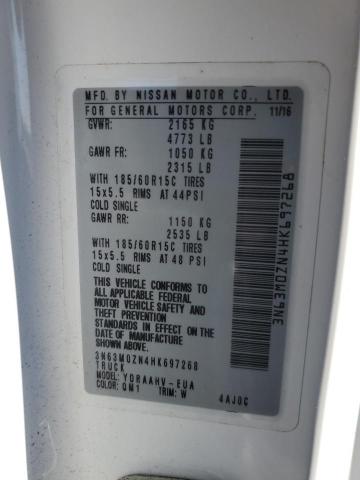 MFD. BY NISSAN MOTOR CO., LTD.
FOR GENERAL MOTORS CORP. 11/16
GVWR: 2165 KG
4773 LB
GAWR FR: 1050 KG
2315 LB
WITH 185/60R15C TIRES
15x5.5 RIMS AT 44PSI
COLD SINGLE
GAWR RR: 1150 KG
2535 LB
WITH 185/60R15C TIRES
15x5.5 RIMS AT 48 PSI
COLD SINGLE
THIS VEHICLE CONFORMS TO
ALL APPLICABLE FEDERAL
MOTOR VEHICLE SAFETY AND
THEFT PREVENTION
STANDARDS IN EFFECT ON THE
DATE OF MANUFACTURE
SHOWN ABOVE.
3N63M0ZN4HK697268
TRUCK
MODEL: YDRAAHV-EUA
COLOR: QM1 TRIM: W 4AJ0C
3N63M0ZN4HK697268